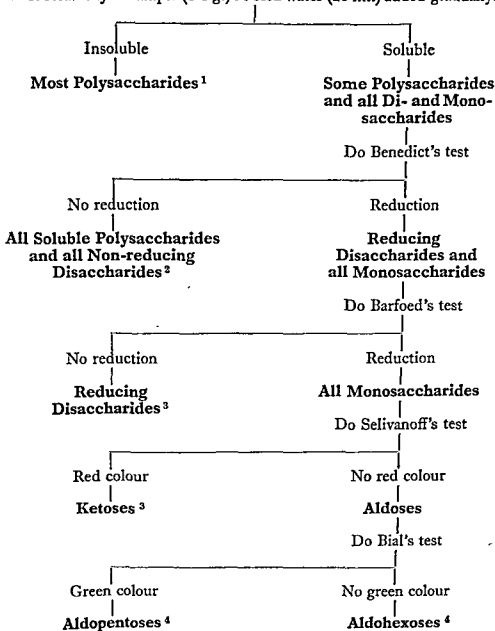 Insoluble Soluble
Most Polysaccharides ¹ Some Polysaccharides
and all Di- and Mono-
saccharides
Do Benedict's test
No reduction Reduction
All Soluble Polysaccharides Reducing
and all Non-reducing Disaccharides and
Disaccharides ² all Monosaccharides
Do Barfoed's test
No reduction Reduction
Reducing All Monosaccharides
Disaccharides ³
Do Selivanoff's test
Red colour No red colour
Ketoses ³ Aldoses
Do Bial's test
Green colour No green colour
Aldopentoses ⁴ Aldohexoses ⁴